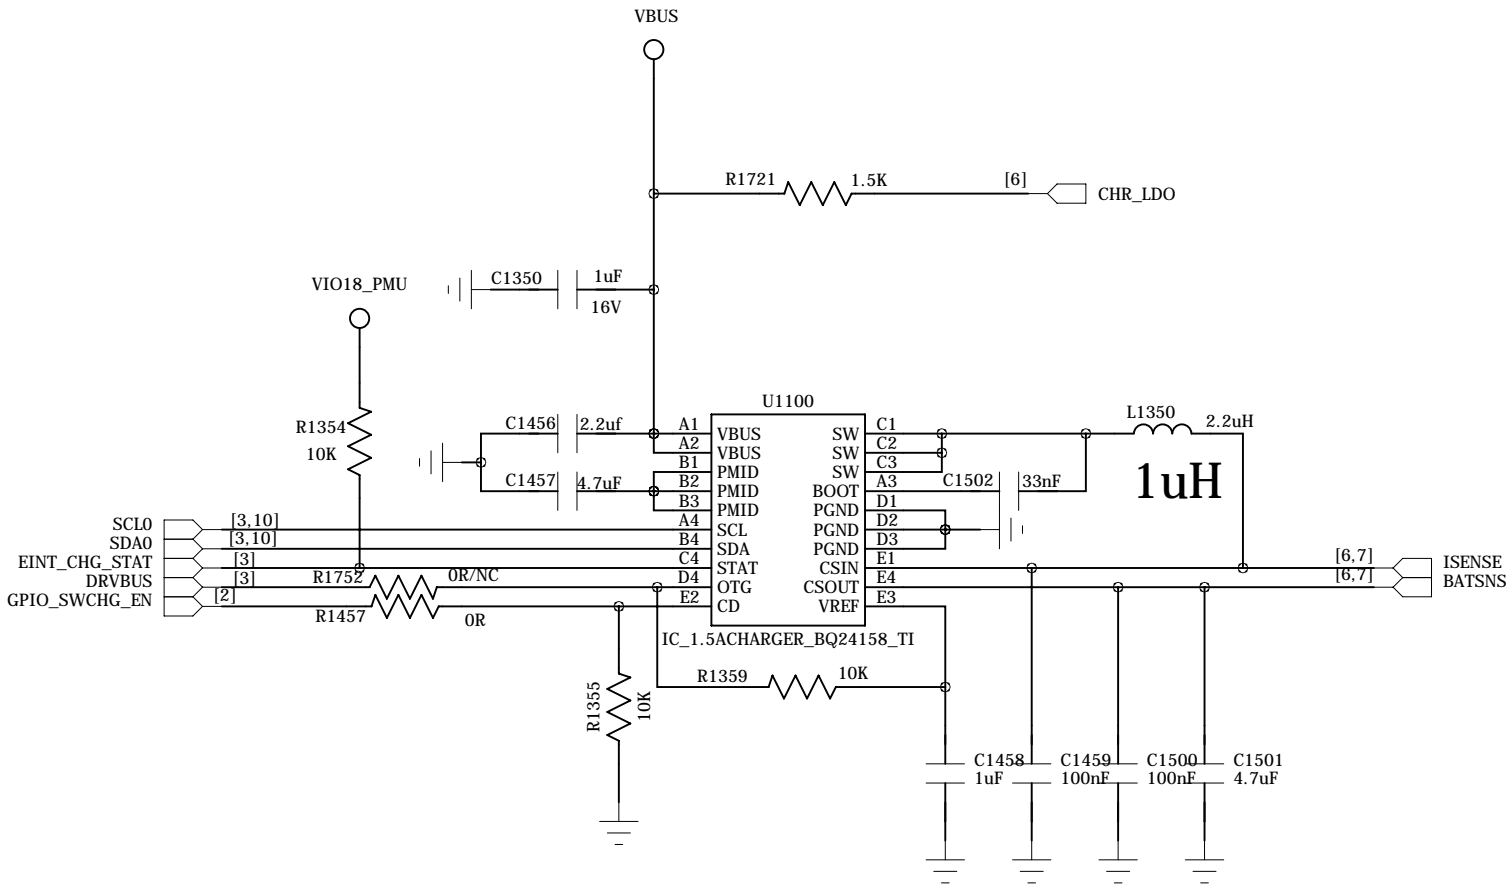 VBUS
R1721 1.5K [6] CHR_LDO
C1350 1uF
16V
VIO18_PMU
R1354
10K
U1100
C1456 2.2uf A1 VBUS SW C1 L1350 2.2uH
A2 VBUS SW C2
B1 PMID SW C3
C1457 4.7uF B2 PMID BOOT A3 C1502 33nF 1uH
B3 PMID PGND D1
SCL0 [3,10] A4 SCL PGND D2
SDA0 [3,10] B4 SDA PGND D3
EINT_CHG_STAT [3] C4 STAT CSIN E1 [6,7] ISENSE
DRVBUS [3] R1752 0R/NC D4 OTG CSOUT E4 [6,7] BATSNS
GPIO_SWCHG_EN [2] R1457 0R E2 CD VREF E3
IC_1.5ACHARGER_BQ24158_TI
R1359 10K
R1355
10K
C1458 C1459 C1500 C1501
1uF 100nF 100nF 4.7uF